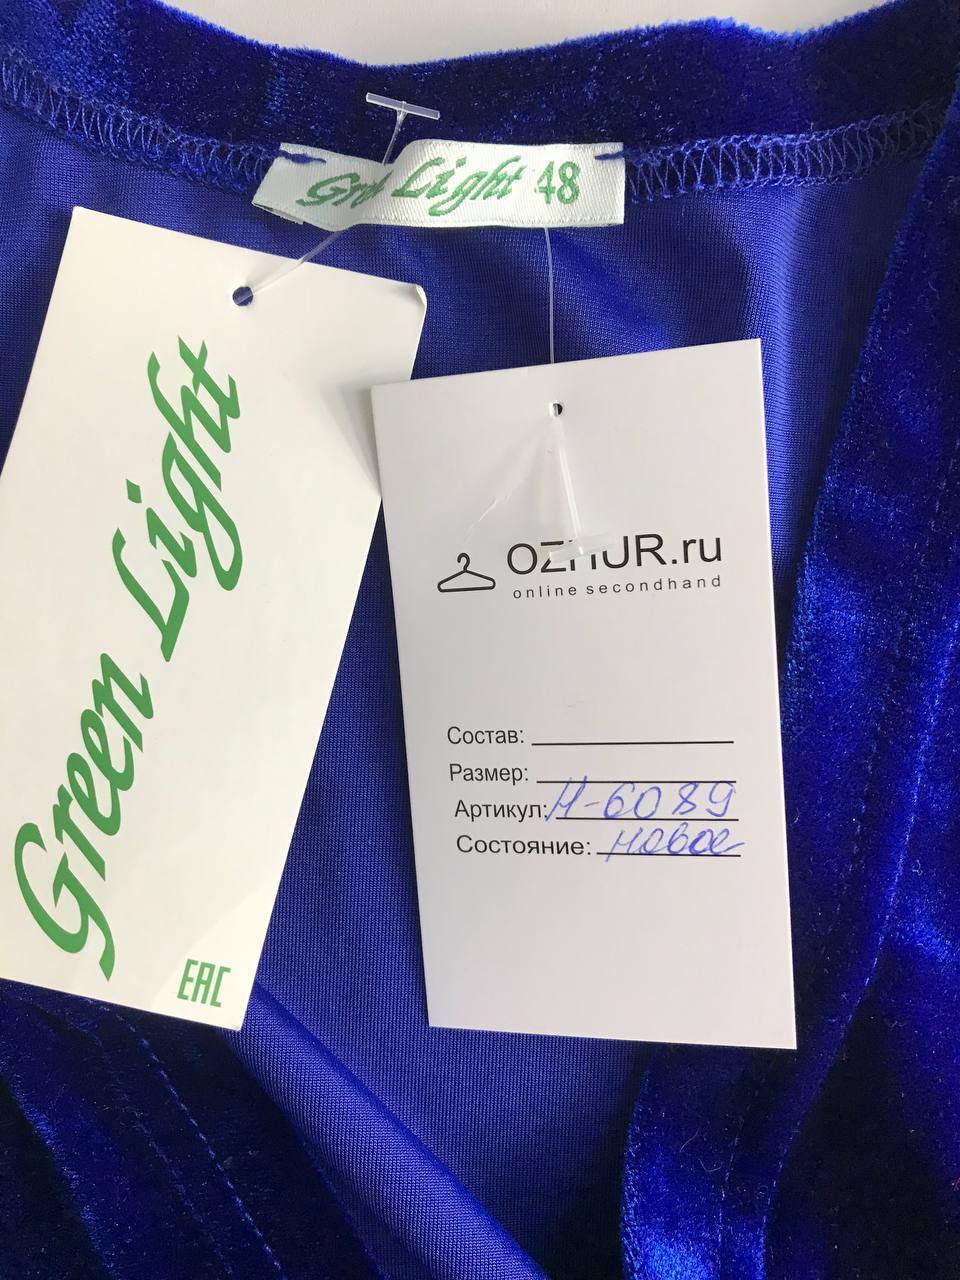 Green Light 48
Green Light
EAC
OZHUR.ru
online secondhand
Состав:
Размер:
Артикул: Н-6089
Состояние: новое